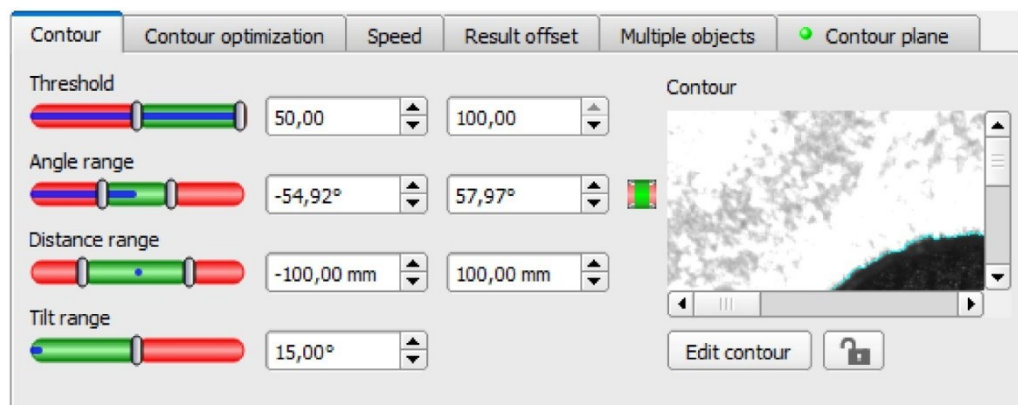 Contour Contour optimization Speed Result offset Multiple objects Contour plane
Threshold
50,00 100,00
Contour
Angle range
-54,92° 57,97°
Distance range
-100,00 mm 100,00 mm
Tilt range
15,00°
Edit contour